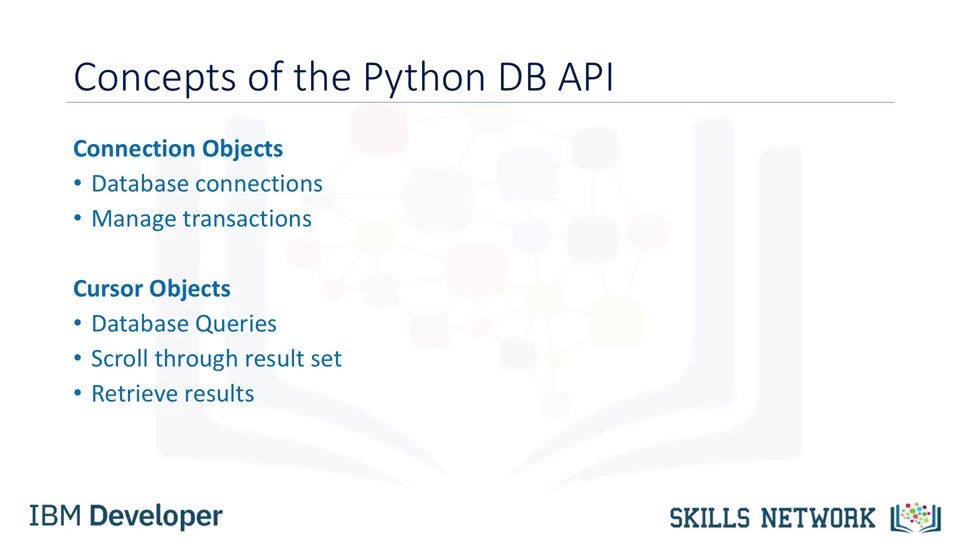 Concepts of the Python DB API
Connection Objects
• Database connections
• Manage transactions
Cursor Objects
• Database Queries
• Scroll through result set
• Retrieve results
IBM Developer
SKILLS NETWORK